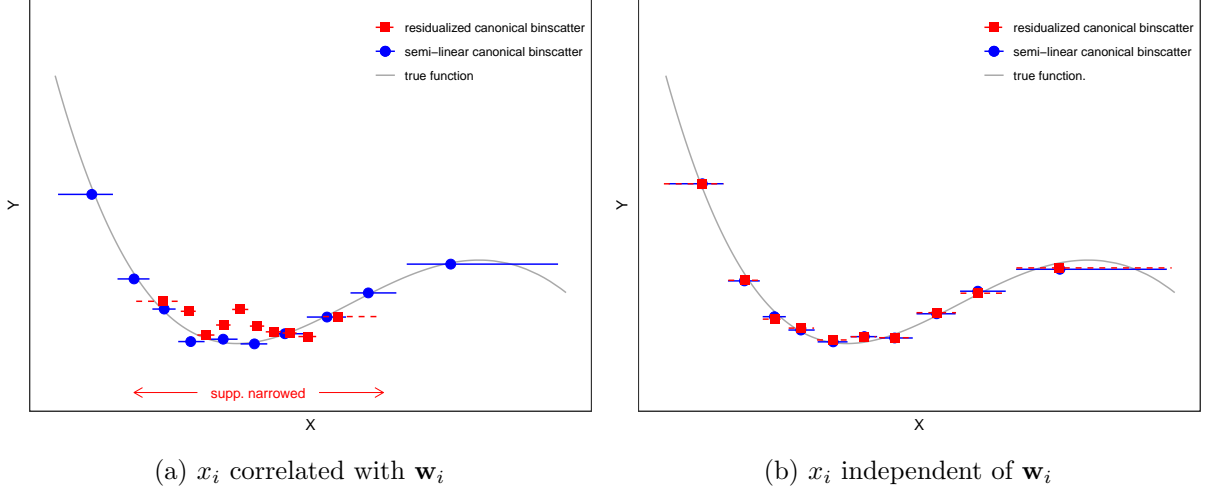 residualized canonical binscatter
semi−linear canonical binscatter
true function
Y
supp. narrowed
X
(a) xᵢ correlated with 𝐰ᵢ
residualized canonical binscatter
semi−linear canonical binscatter
true function.
Y
X
(b) xᵢ independent of 𝐰ᵢ